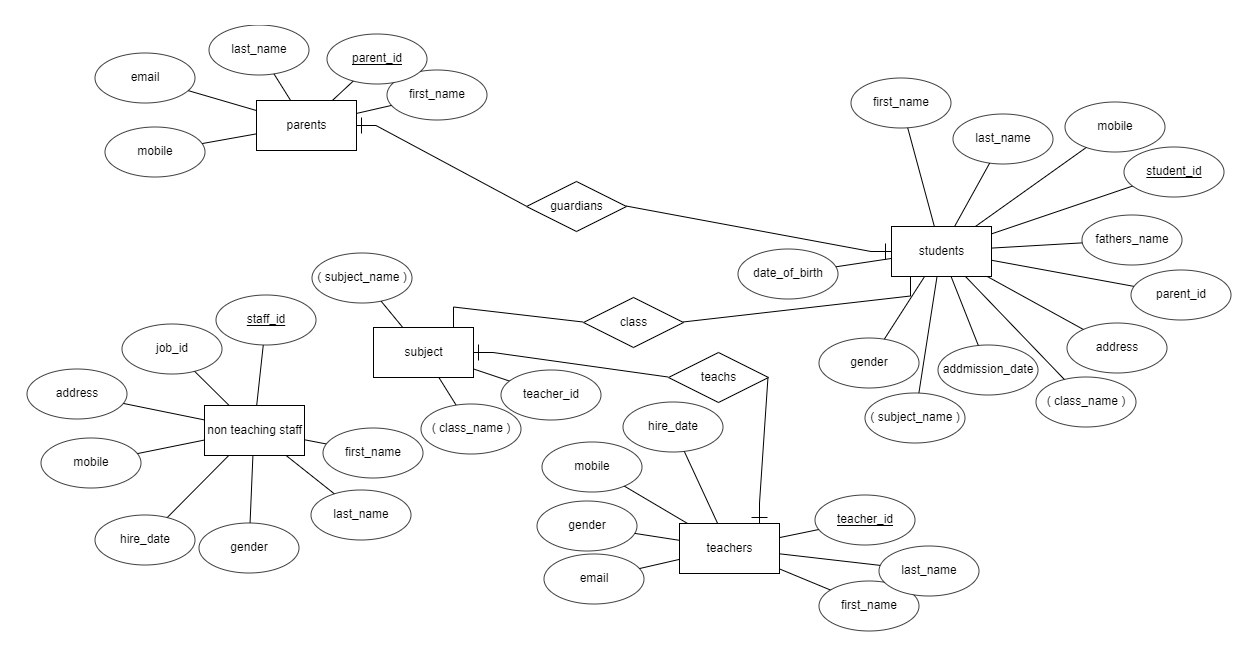 last_name
parent_id
email
first_name
parents
mobile
guardians
first_name
last_name
mobile
student_id
fathers_name
students
date_of_birth
parent_id
address
gender
addmission_date
( class_name )
( subject_name )
class
( subject_name )
subject
teachs
teacher_id
( class_name )
staff_id
job_id
address
non teaching staff
mobile
first_name
last_name
hire_date
gender
hire_date
mobile
gender
teachers
email
teacher_id
last_name
first_name